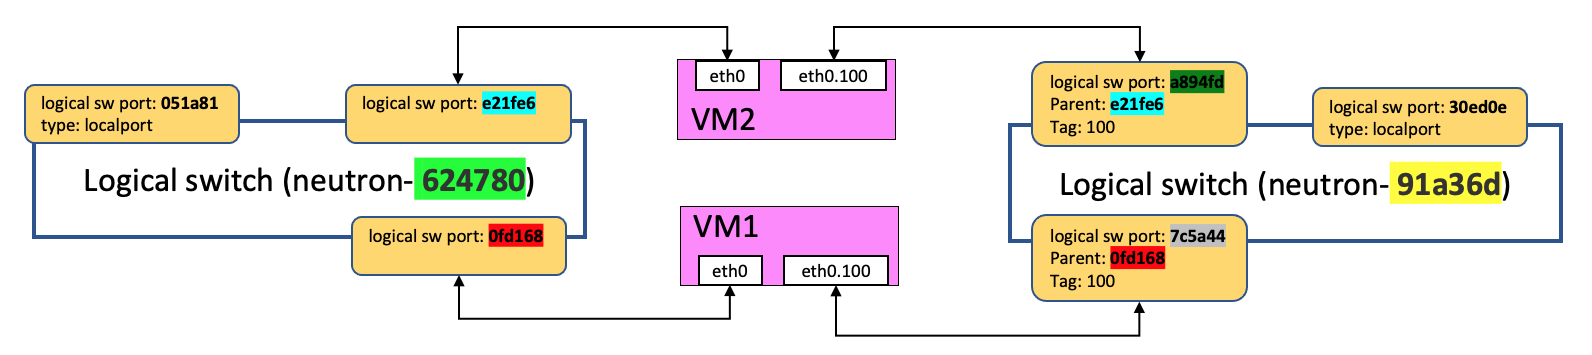 logical sw port: 051a81
type: localport
logical sw port: e21fe6
Logical switch (neutron- 624780)
logical sw port: 0fd168
eth0
eth0.100
VM2
VM1
eth0
eth0.100
logical sw port: a894fd
Parent: e21fe6
Tag: 100
logical sw port: 30ed0e
type: localport
Logical switch (neutron- 91a36d)
logical sw port: 7c5a44
Parent: 0fd168
Tag: 100